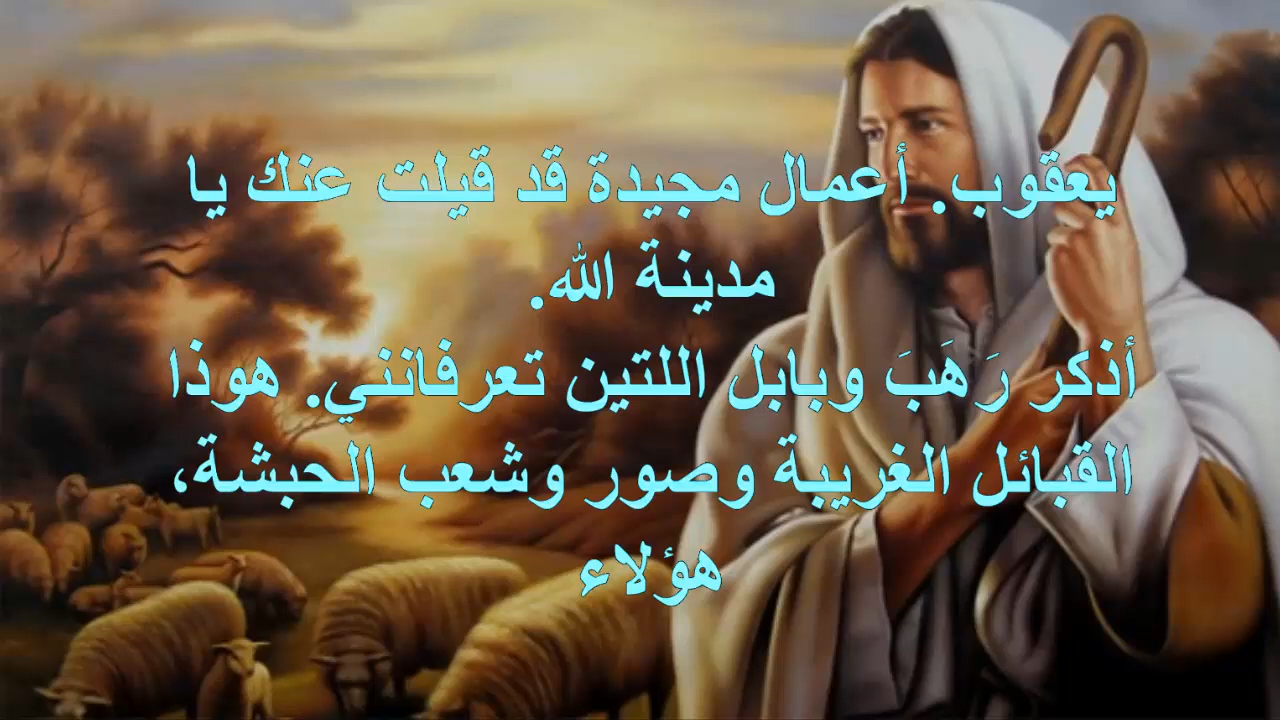 يعقوب. أعمال مجيدة قد قيلت عنك يا
مدينة الله.
أذكر رَهَبَ وبابل اللتين تعرفانني. هوذا
القبائل الغريبة وصور وشعب الحبشة،
هؤلاء